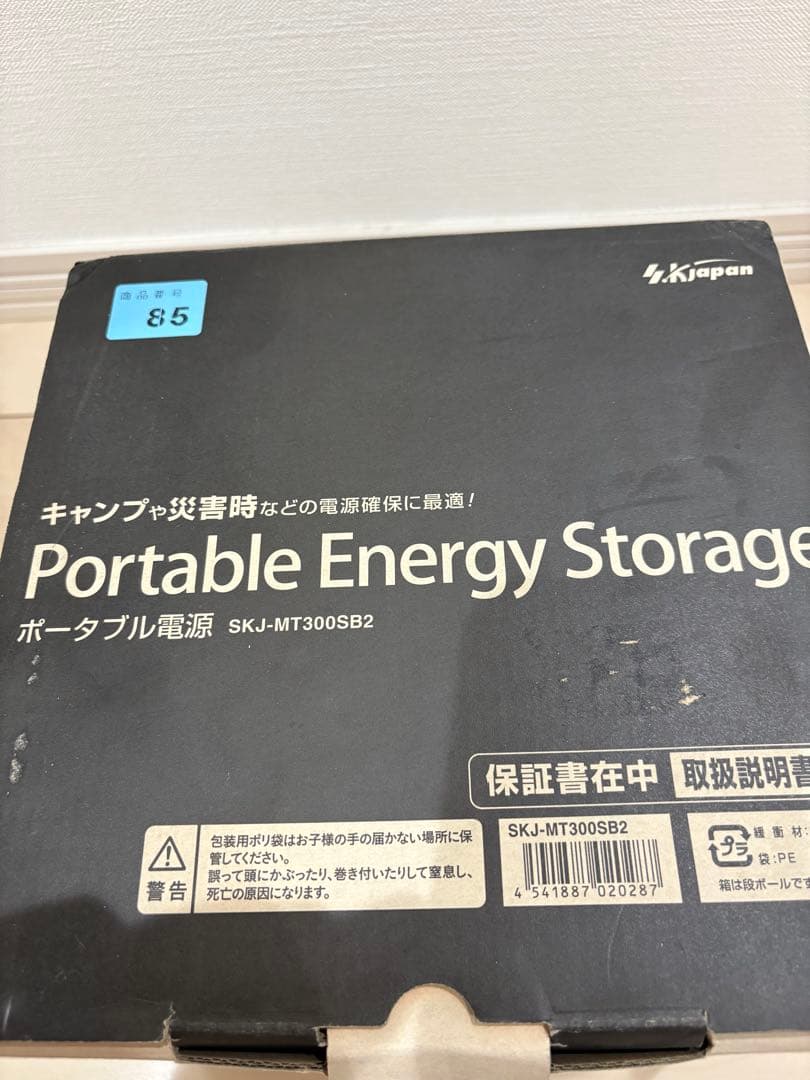 商品番号
85
SKJapan
キャンプや災害時などの電源確保に最適!
Portable Energy Storage
ポータブル電源 SKJ-MT300SB2
保証書在中 取扱説明書
警告
包装用ポリ袋はお子様の手の届かない場所に保
管してください。
誤って頭にかぶったり、巻き付いたりして窒息し、
死亡の原因になります。
SKJ-MT300SB2
4 541887 020287
プラ
緩衝材:
袋:PE
箱は段ボールです